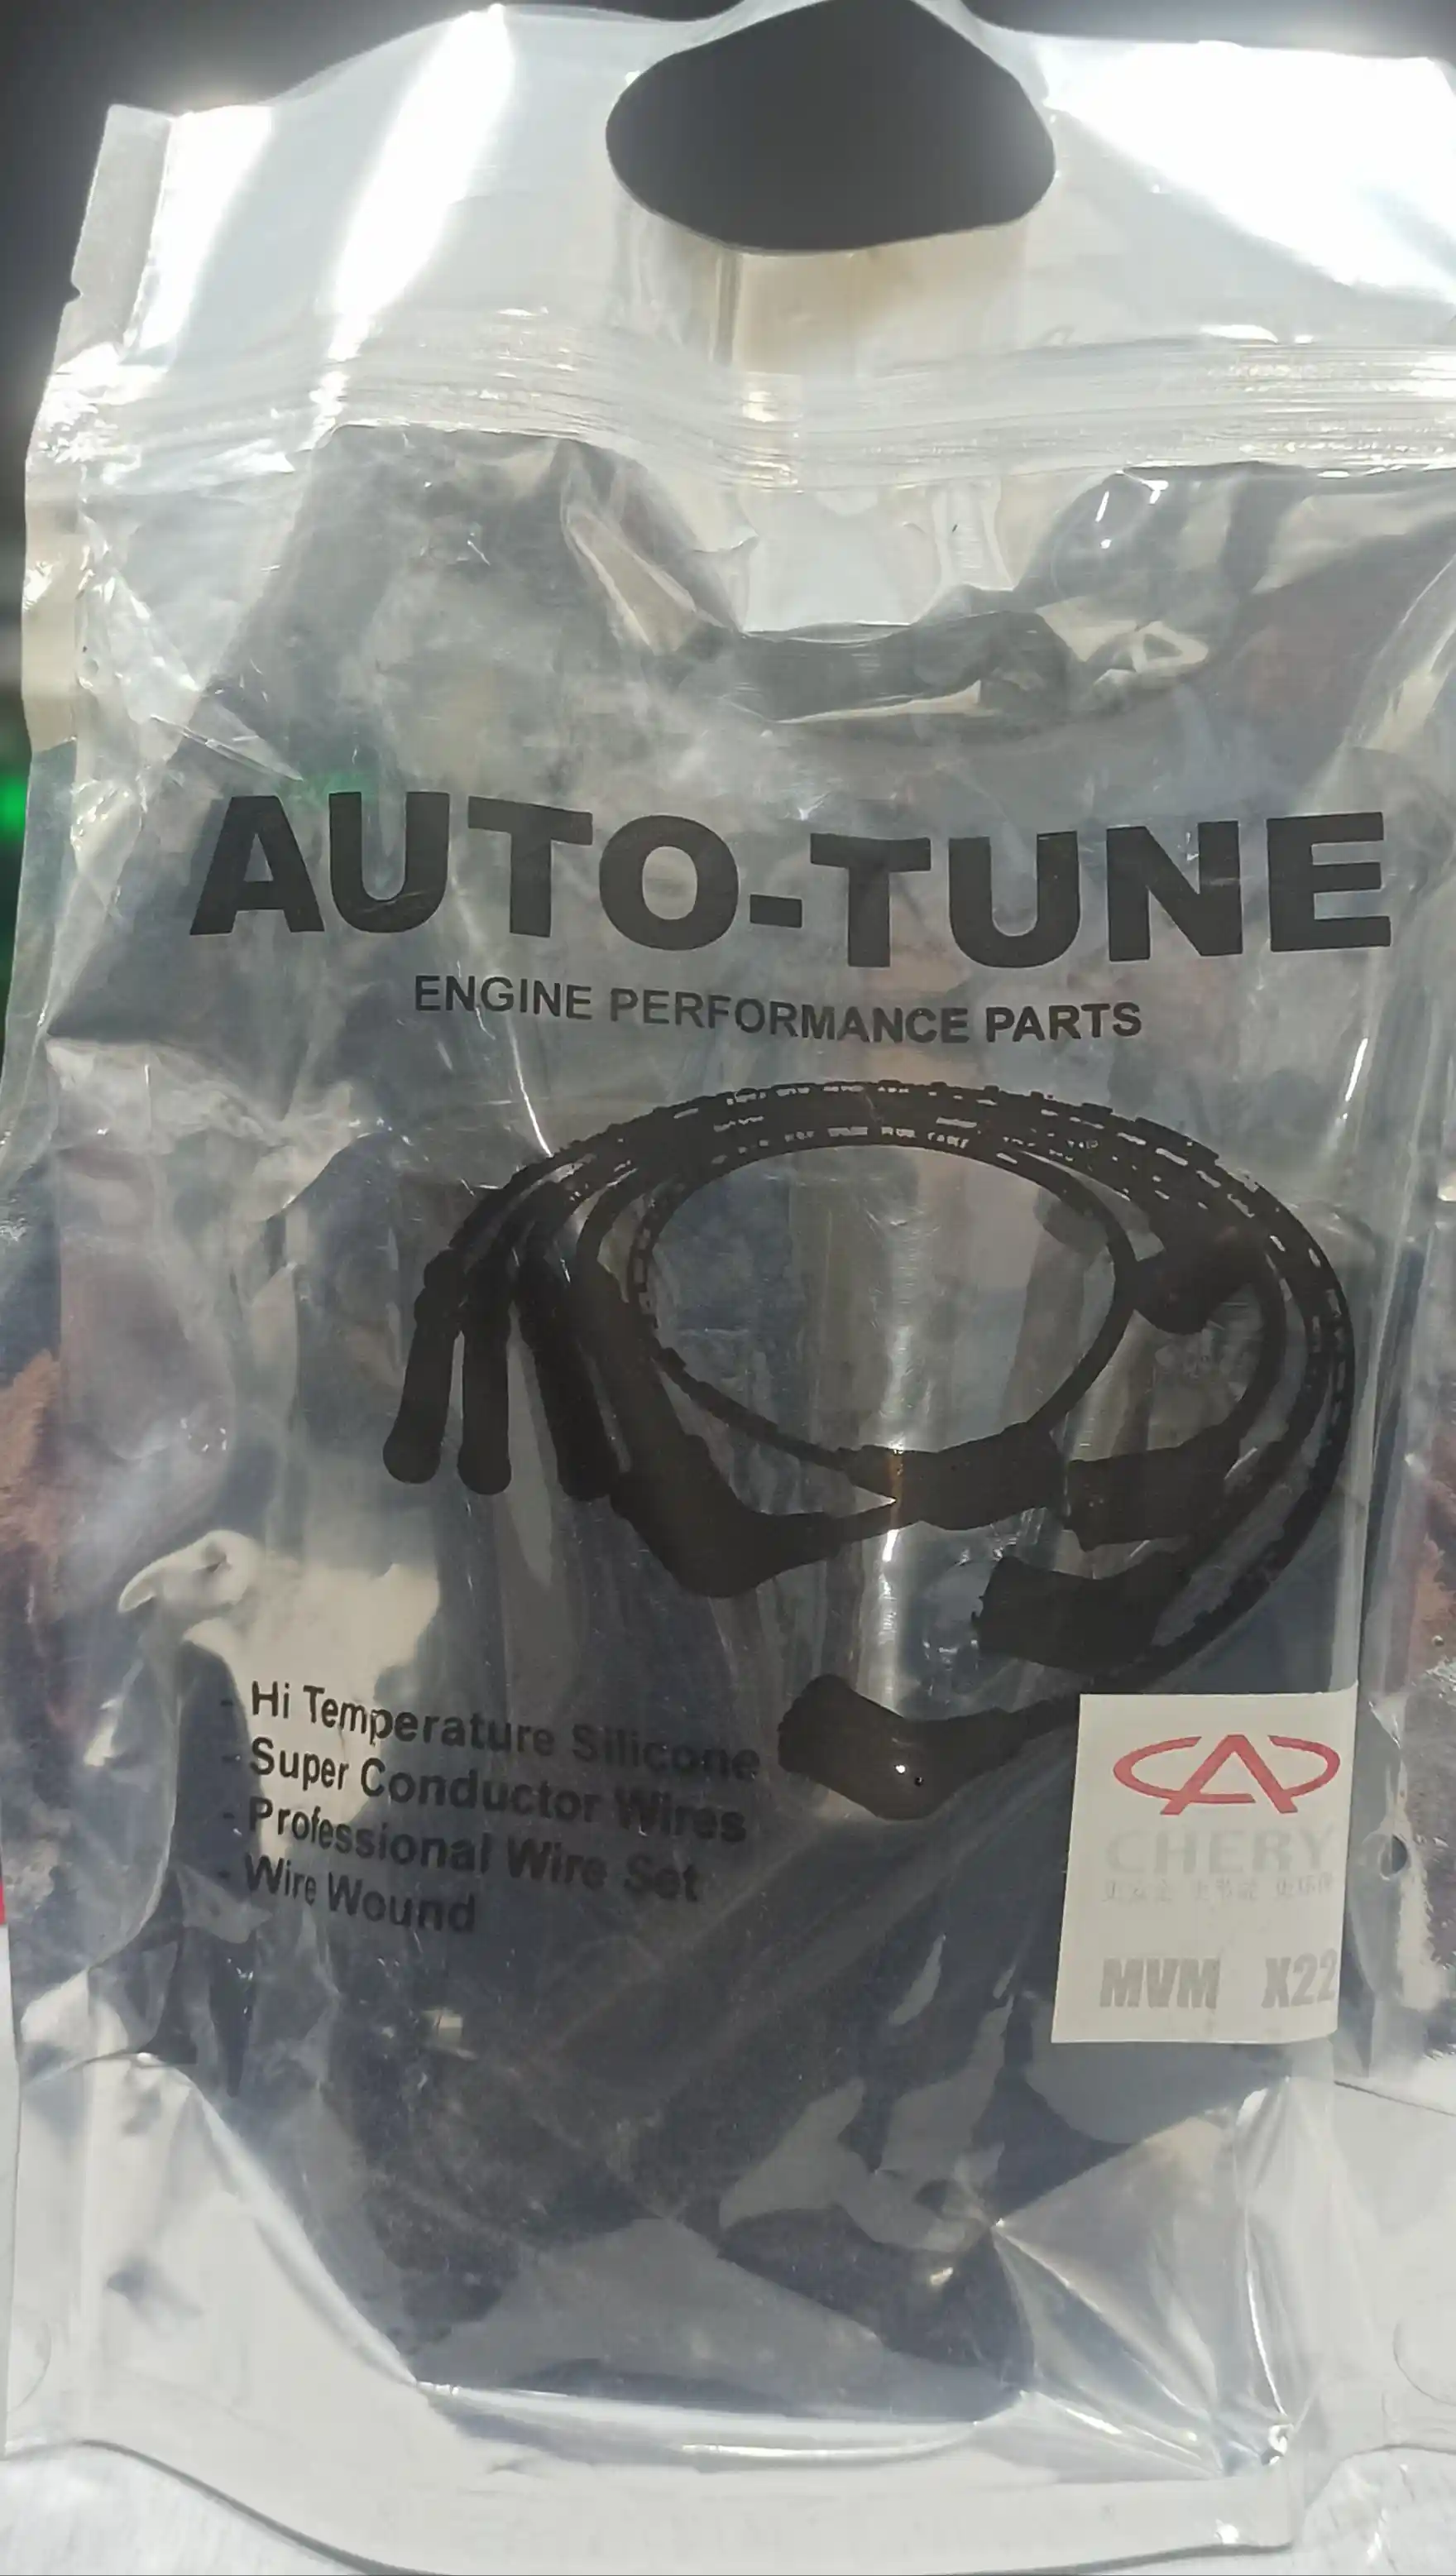 AUTO-TUNE
ENGINE PERFORMANCE PARTS
- Hi Temperature Silicone
- Super Conductor Wires
- Professional Wire Set
- Wire Wound
CHERY
MVM X22